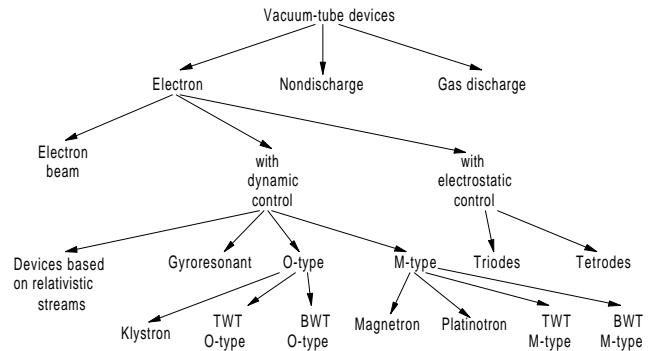 Vacuum-tube devices
Electron
Nondischarge
Gas discharge
Electron
beam
with
dynamic
control
with
electrostatic
control
Devices based
on relativistic
streams
Gyroresonant
O-type
M-type
Triodes
Tetrodes
Klystron
TWT
O-type
BWT
O-type
Magnetron
Platinotron
TWT
M-type
BWT
M-type